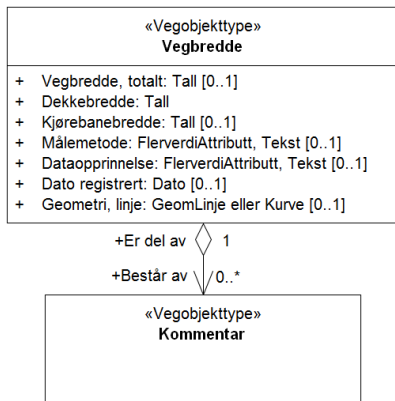 «Vegobjekttype»
Vegbredde
+ Vegbredde, totalt: Tall [0..1]
+ Dekkebredde: Tall
+ Kjørebanebredde: Tall [0..1]
+ Målemetode: FlerverdiAttributt, Tekst [0..1]
+ Dataopprinnelse: FlerverdiAttributt, Tekst [0..1]
+ Dato registrert: Dato [0..1]
+ Geometri, linje: GeomLinje eller Kurve [0..1]
+Er del av 1
+Består av 0..*
«Vegobjekttype»
Kommentar